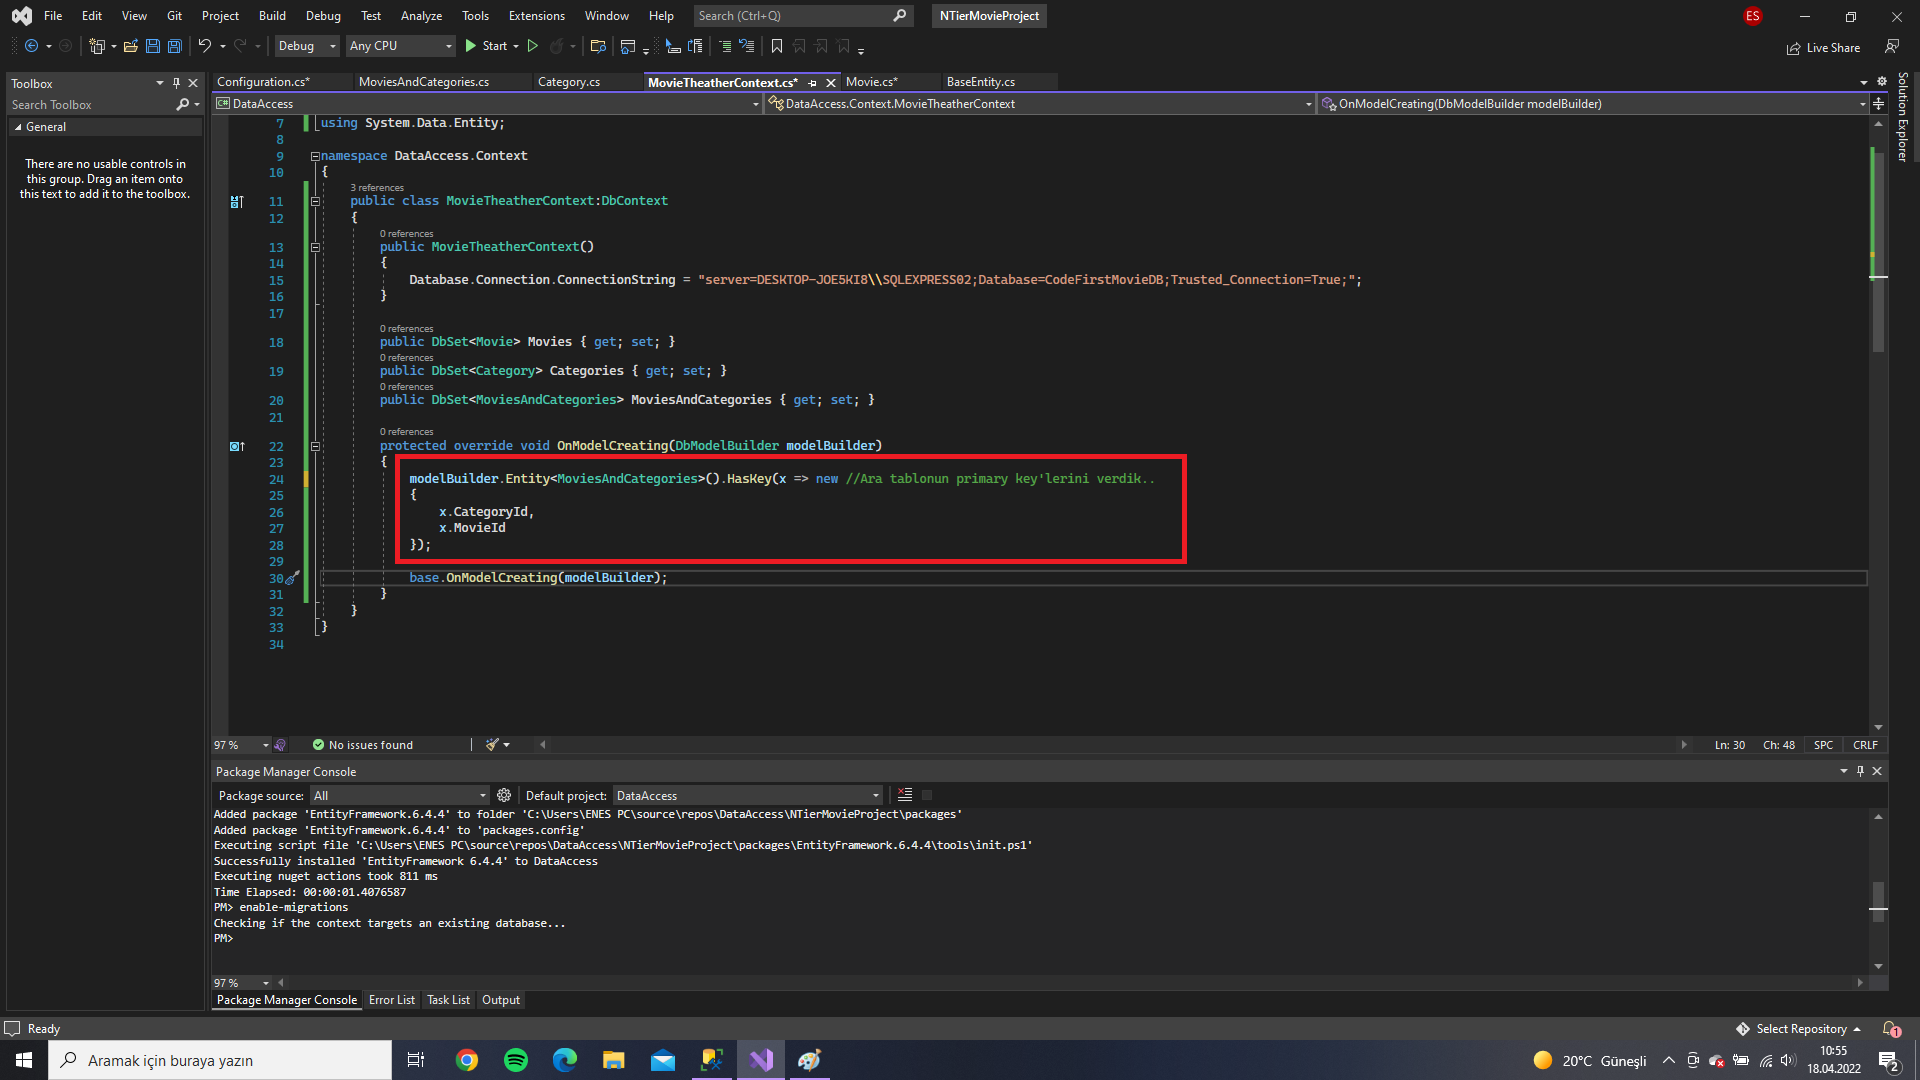 File Edit View Git Project Build Debug Test Analyze Tools Extensions Window Help Search (Ctrl+Q) NTierMovieProject ES
Debug Any CPU Start Live Share
Toolbox
Search Toolbox
General
There are no usable controls in
this group. Drag an item onto
this text to add it to the toolbox.
Configuration.cs* MoviesAndCategories.cs Category.cs MovieTheatherContext.cs* Movie.cs* BaseEntity.cs
C# DataAccess DataAccess.Context.MovieTheatherContext OnModelCreating(DbModelBuilder modelBuilder)
Solution Explorer
7 using System.Data.Entity;
8
9 namespace DataAccess.Context
10 {
3 references
11 public class MovieTheatherContext:DbContext
12 {
0 references
13 public MovieTheatherContext()
14 {
15 Database.Connection.ConnectionString = "server=DESKTOP-JOE5KI8\\SQLEXPRESS02;Database=CodeFirstMovieDB;Trusted_Connection=True;";
16 }
17
0 references
18 public DbSet<Movie> Movies { get; set; }
0 references
19 public DbSet<Category> Categories { get; set; }
0 references
20 public DbSet<MoviesAndCategories> MoviesAndCategories { get; set; }
21
0 references
22 protected override void OnModelCreating(DbModelBuilder modelBuilder)
23 {
24 modelBuilder.Entity<MoviesAndCategories>().HasKey(x => new //Ara tablonun primary key'lerini verdik..
25 {
26 x.CategoryId,
27 x.MovieId
28 });
29
30 base.OnModelCreating(modelBuilder);
31 }
32 }
33 }
34
97 % No issues found Ln: 30 Ch: 48 SPC CRLF
Package Manager Console
Package source: All Default project: DataAccess
Added package 'EntityFramework.6.4.4' to folder 'C:\Users\ENES PC\source\repos\DataAccess\NTierMovieProject\packages'
Added package 'EntityFramework.6.4.4' to 'packages.config'
Executing script file 'C:\Users\ENES PC\source\repos\DataAccess\NTierMovieProject\packages\EntityFramework.6.4.4\tools\init.ps1'
Successfully installed 'EntityFramework 6.4.4' to DataAccess
Executing nuget actions took 811 ms
Time Elapsed: 00:00:01.4076587
PM> enable-migrations
Checking if the context targets an existing database...
PM>
97 %
Package Manager Console Error List Task List Output
Ready Select Repository 1
Aramak için buraya yazın 20°C Güneşli 10:55
18.04.2022 2